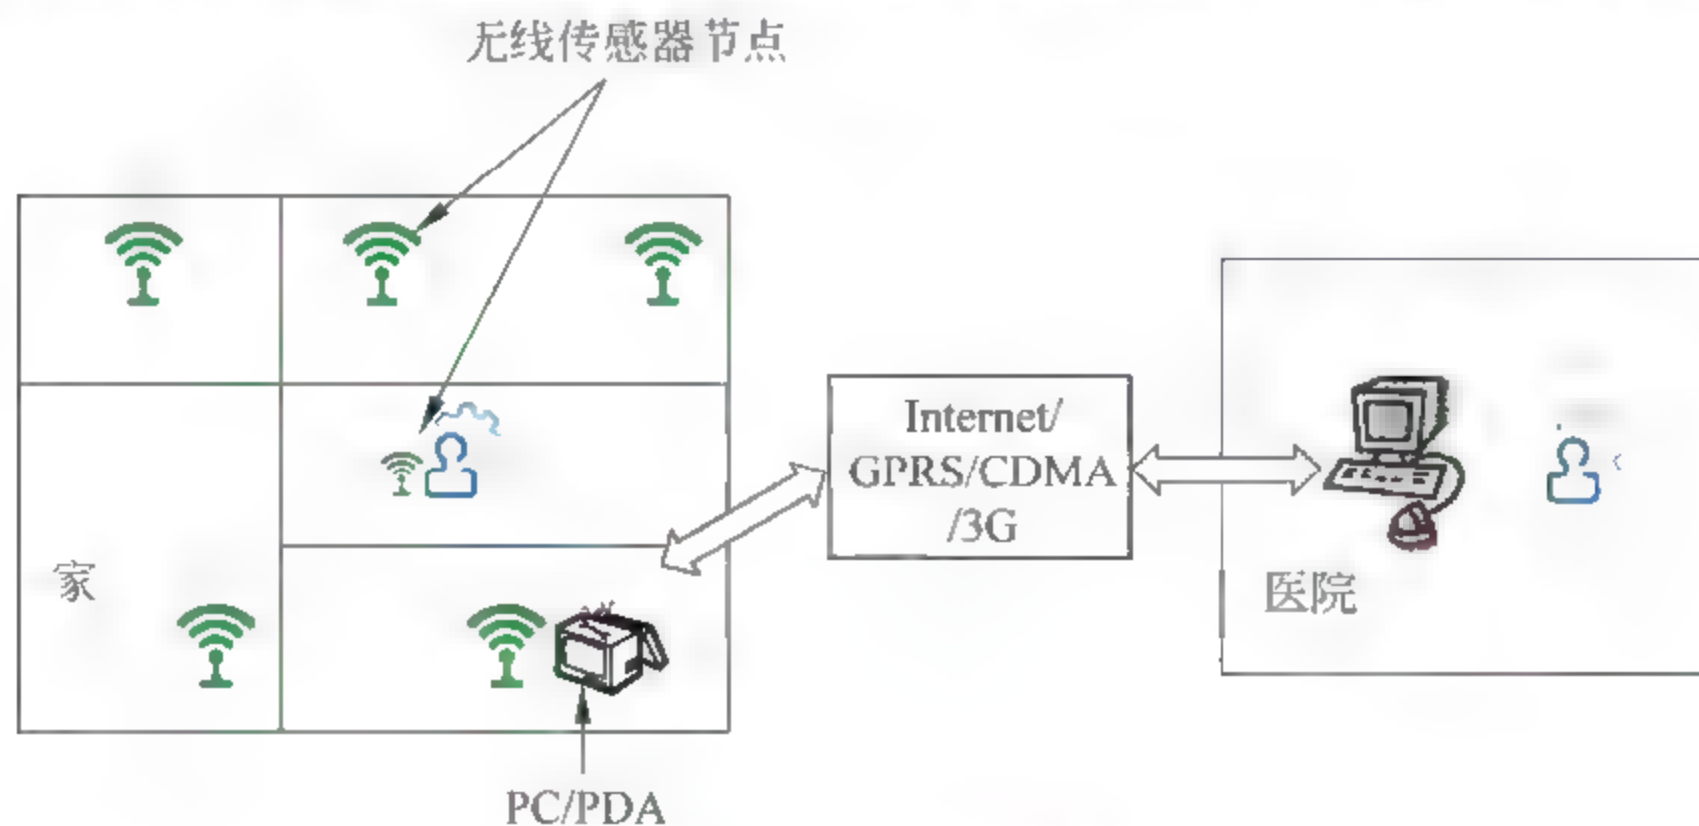 无线传感器节点
Internet/
GPRS/CDMA
/3G
家
医院
PC/PDA